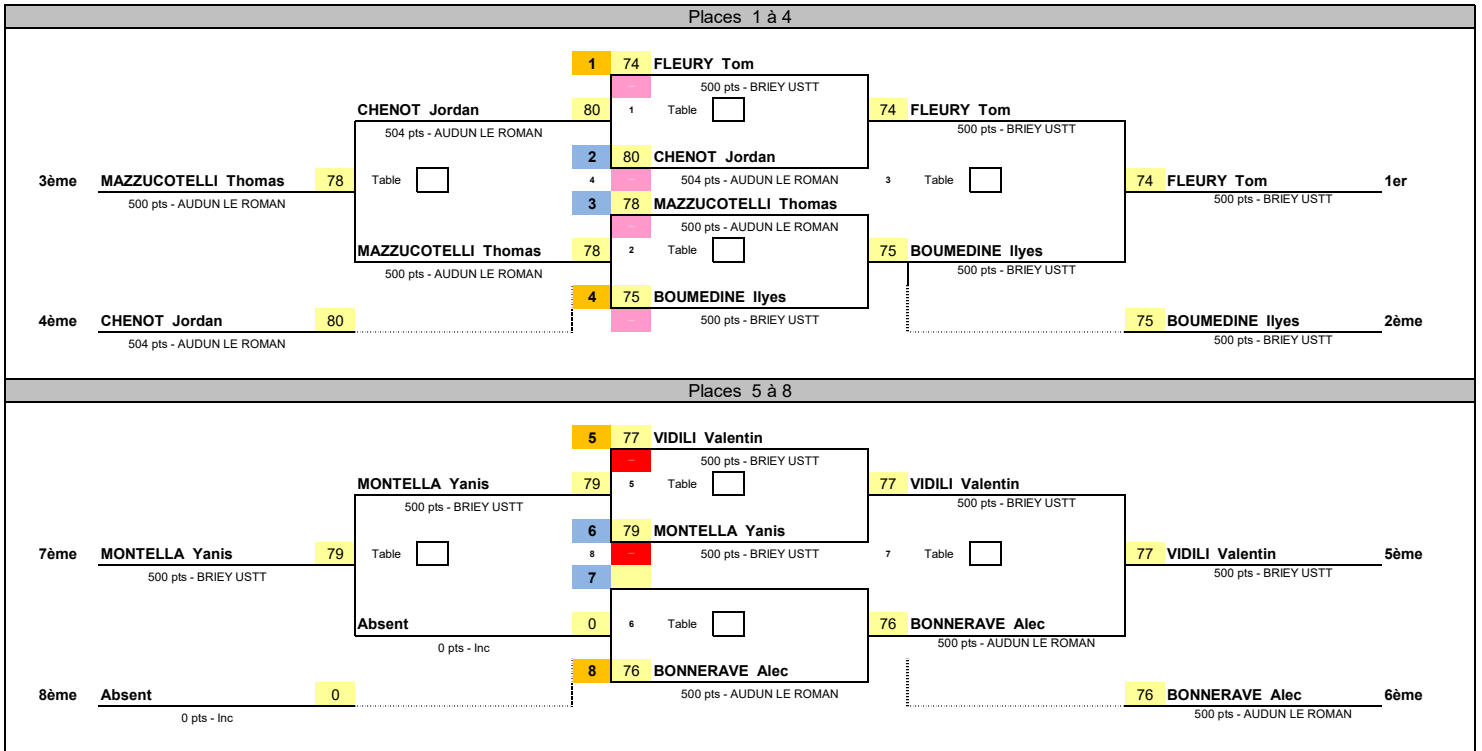 Places 1 à 4
1 74 FLEURY Tom
– 500 pts - BRIEY USTT
CHENOT Jordan 80 1 Table 74 FLEURY Tom
504 pts - AUDUN LE ROMAN 500 pts - BRIEY USTT
2 80 CHENOT Jordan
3ème MAZZUCOTELLI Thomas 78 Table 4 – 504 pts - AUDUN LE ROMAN 3 Table 74 FLEURY Tom 1er
500 pts - AUDUN LE ROMAN 3 78 MAZZUCOTELLI Thomas 500 pts - BRIEY USTT
– 500 pts - AUDUN LE ROMAN
MAZZUCOTELLI Thomas 78 2 Table 75 BOUMEDINE Ilyes
500 pts - AUDUN LE ROMAN 500 pts - BRIEY USTT
4 75 BOUMEDINE Ilyes
4ème CHENOT Jordan 80 – 500 pts - BRIEY USTT 75 BOUMEDINE Ilyes 2ème
504 pts - AUDUN LE ROMAN 500 pts - BRIEY USTT
Places 5 à 8
5 77 VIDILI Valentin
– 500 pts - BRIEY USTT
MONTELLA Yanis 79 5 Table 77 VIDILI Valentin
500 pts - BRIEY USTT 500 pts - BRIEY USTT
6 79 MONTELLA Yanis
7ème MONTELLA Yanis 79 Table 8 – 500 pts - BRIEY USTT 7 Table 77 VIDILI Valentin 5ème
500 pts - BRIEY USTT 7 500 pts - BRIEY USTT
Absent 0 6 Table 76 BONNERAVE Alec
0 pts - Inc 500 pts - AUDUN LE ROMAN
8 76 BONNERAVE Alec
8ème Absent 0 500 pts - AUDUN LE ROMAN 76 BONNERAVE Alec 6ème
0 pts - Inc 500 pts - AUDUN LE ROMAN